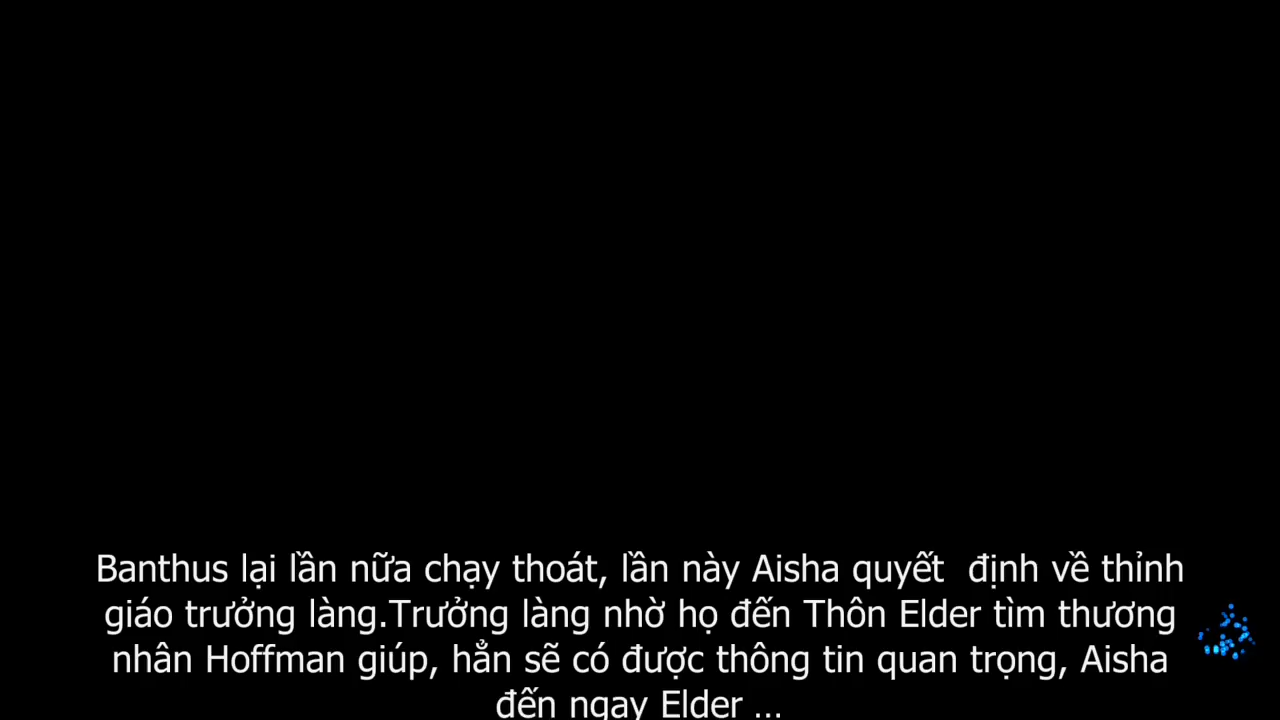 Banthus lại lần nữa chạy thoát, lần này Aisha quyết  định về thỉnh
giáo trưởng làng.Trưởng làng nhờ họ đến Thôn Elder tìm thương
nhân Hoffman giúp, hẳn sẽ có được thông tin quan trọng, Aisha
đến ngay Elder ...